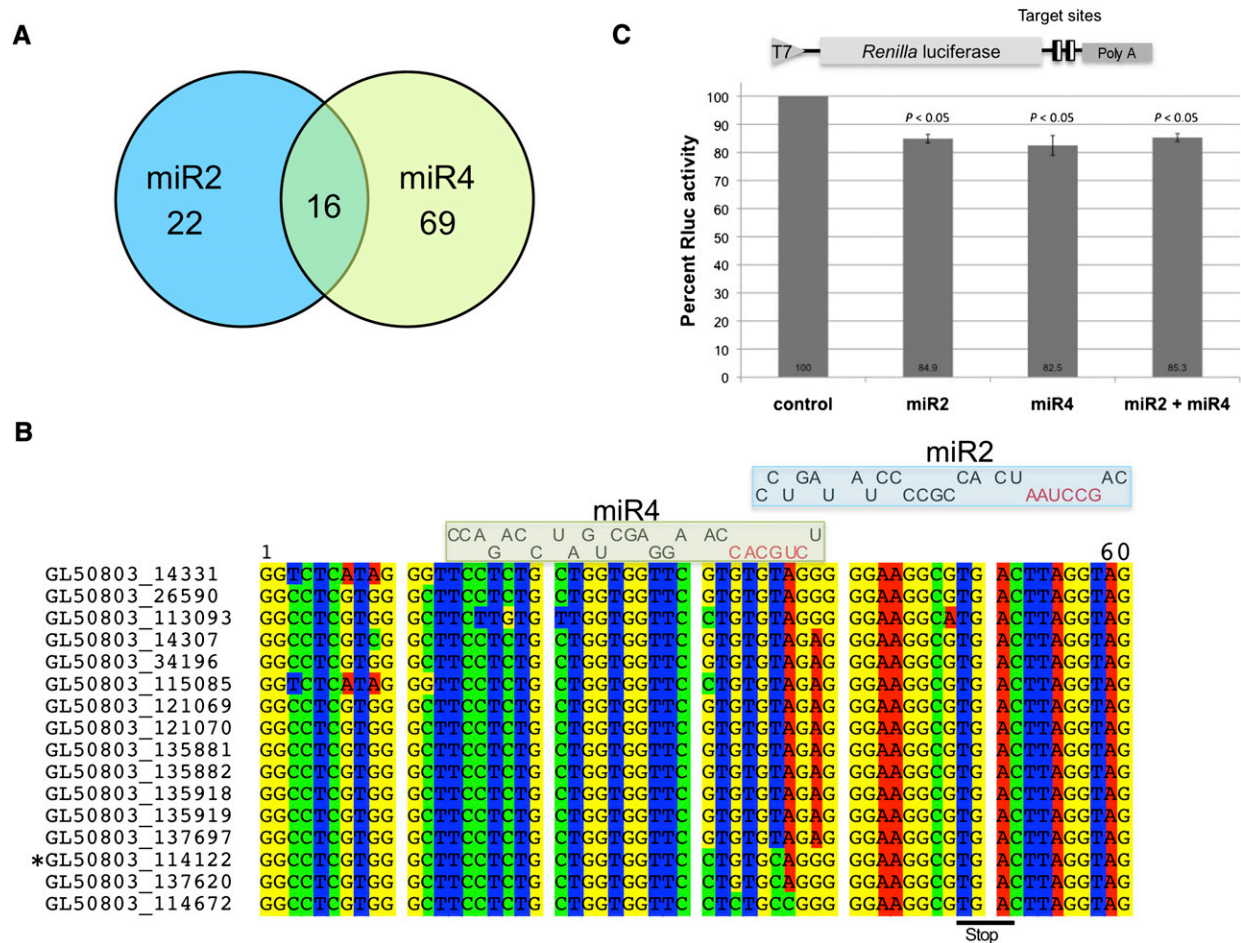 A
miR2
22
16
miR4
69
C
Target sites
T7
Renilla luciferase
Poly A
Percent Rluc activity
100
90
80
70
60
50
40
30
20
10
0
P < 0.05
P < 0.05
P < 0.05
100
84.9
82.5
85.3
control
miR2
miR4
miR2 + miR4
B
miR2
C GA A CC CA CU AC
C U U U CCGC AAUCCG
miR4
CCA AC U G CGA A AC U
G C A U GG CACGUC
1 60
GL50803_14331 GGTCTCATAG GGTTCCTCTG CTGGTGGTTC GTGTGTAGGG GGAAGGCGTG ACTTAGGTAG
GL50803_26590 GGCCTCGTGG GCTTCCTCTG CTGGTGGTTC GTGTGTAGGG GGAAGGCGTG ACTTAGGTAG
GL50803_113093 GGCCTCGTGG GCTTCTTGTG TTGGTGGTTC CTGTGTAGGG GGAAGGCATG ACTTAGGTAG
GL50803_14307 GGCCTCGTCG GCTTCCTCTG CTGGTGGTTC GTGTGTAGAG GGAAGGCGTG ACTTAGGTAG
GL50803_34196 GGCCTCGTGG GCTTCCTCTG CTGGTGGTTC GTGTGTAGAG GGAAGGCGTG ACTTAGGTAG
GL50803_115085 GGTCTCATAG GCTTCCTCTG CTGGTGGTTC CTGTGTAGAG GGAAGGCGTG ACTTAGGTAG
GL50803_121069 GGCCTCGTGG GCTTCCTCTG CTGGTGGTTC GTGTGTAGAG GGAAGGCGTG ACTTAGGTAG
GL50803_121070 GGCCTCGTGG GCTTCCTCTG CTGGTGGTTC GTGTGTAGAG GGAAGGCGTG ACTTAGGTAG
GL50803_135881 GGCCTCGTGG GCTTCCTCTG CTGGTGGTTC GTGTGTAGAG GGAAGGCGTG ACTTAGGTAG
GL50803_135882 GGCCTCGTGG GCTTCCTCTG CTGGTGGTTC GTGTGTAGAG GGAAGGCGTG ACTTAGGTAG
GL50803_135918 GGCCTCGTGG GCTTCCTCTG CTGGTGGTTC GTGTGTAGAG GGAAGGCGTG ACTTAGGTAG
GL50803_135919 GGCCTCGTGG GCTTCCTCTG CTGGTGGTTC GTGTGTAGAG GGAAGGCGTG ACTTAGGTAG
GL50803_137697 GGCCTCGTGG GCTTCCTCTG CTGGTGGTTC GTGTGTAGAG GGAAGGCGTG ACTTAGGTAG
*GL50803_114122 GGCCTCGTGG GCTTCCTCTG CTGGTGGTTC CTGTGCAGGG GGAAGGCGTG ACTTAGGTAG
GL50803_137620 GGCCTCGTGG GCTTCCTCTG CTGGTGGTTC CTGTGCAGGG GGAAGGCGTG ACTTAGGTAG
GL50803_114672 GGCCTCGTGG GCTTCCTCTG CTGGTGGTTC CTCTGCCGGG GGAAGGCGTG ACTTAGGTAG
Stop